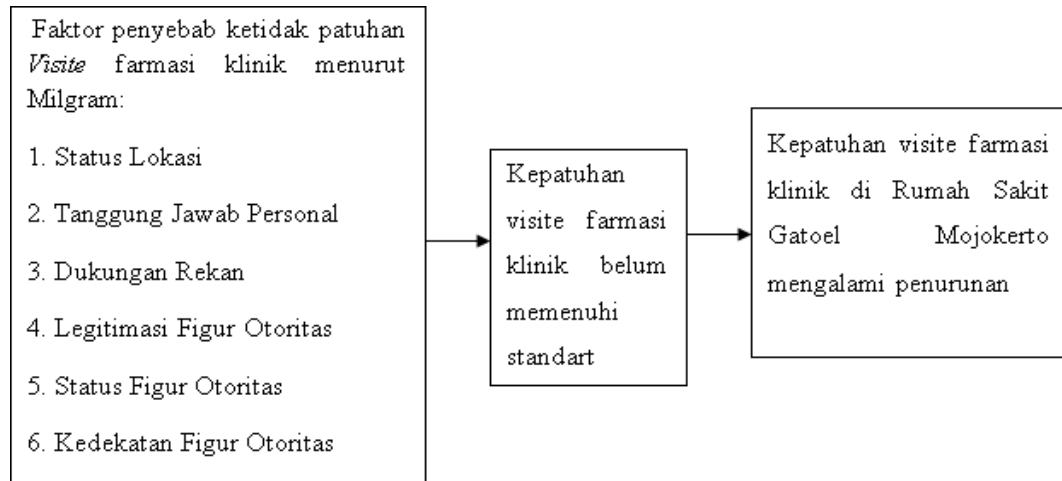 Faktor penyebab ketidak patuhan
Visite farmasi klinik menurut
Milgram:
1. Status Lokasi
2. Tanggung Jawab Personal
3. Dukungan Rekan
4. Legitimasi Figur Otoritas
5. Status Figur Otoritas
6. Kedekatan Figur Otoritas
Kepatuhan
visite farmasi
klinik belum
memenuhi
standart
Kepatuhan visite farmasi
klinik di Rumah Sakit
Gatoel Mojokerto
mengalami penurunan